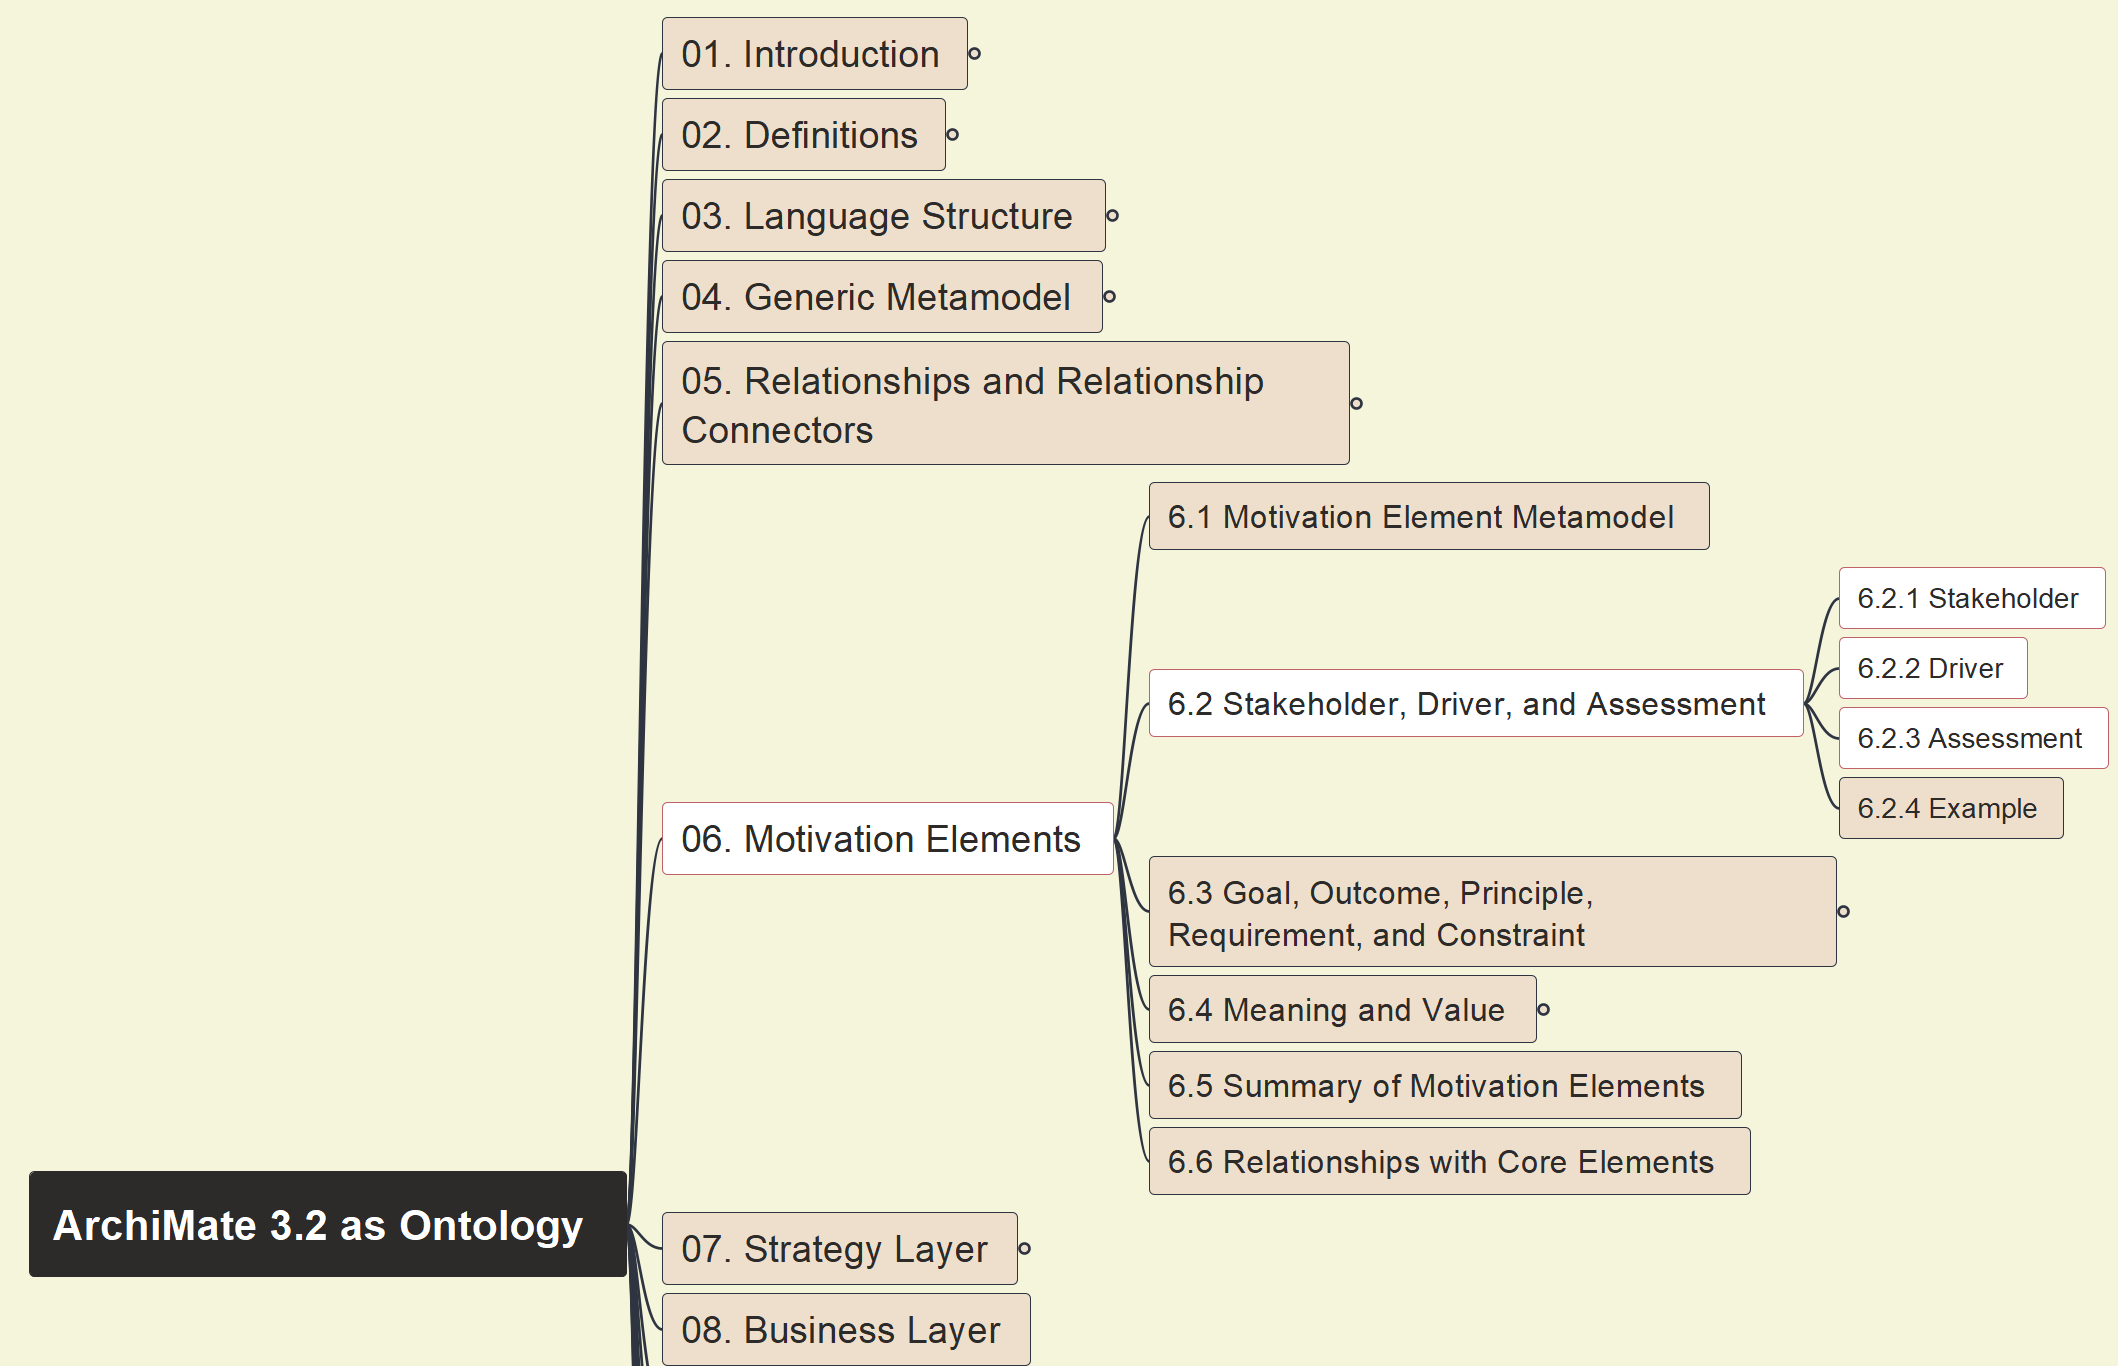 01. Introduction
02. Definitions
03. Language Structure
04. Generic Metamodel
05. Relationships and Relationship
Connectors
6.1 Motivation Element Metamodel
6.2.1 Stakeholder
6.2.2 Driver
6.2 Stakeholder, Driver, and Assessment
6.2.3 Assessment
6.2.4 Example
06. Motivation Elements
6.3 Goal, Outcome, Principle,
Requirement, and Constraint
6.4 Meaning and Value
6.5 Summary of Motivation Elements
6.6 Relationships with Core Elements
ArchiMate 3.2 as Ontology
07. Strategy Layer
08. Business Layer